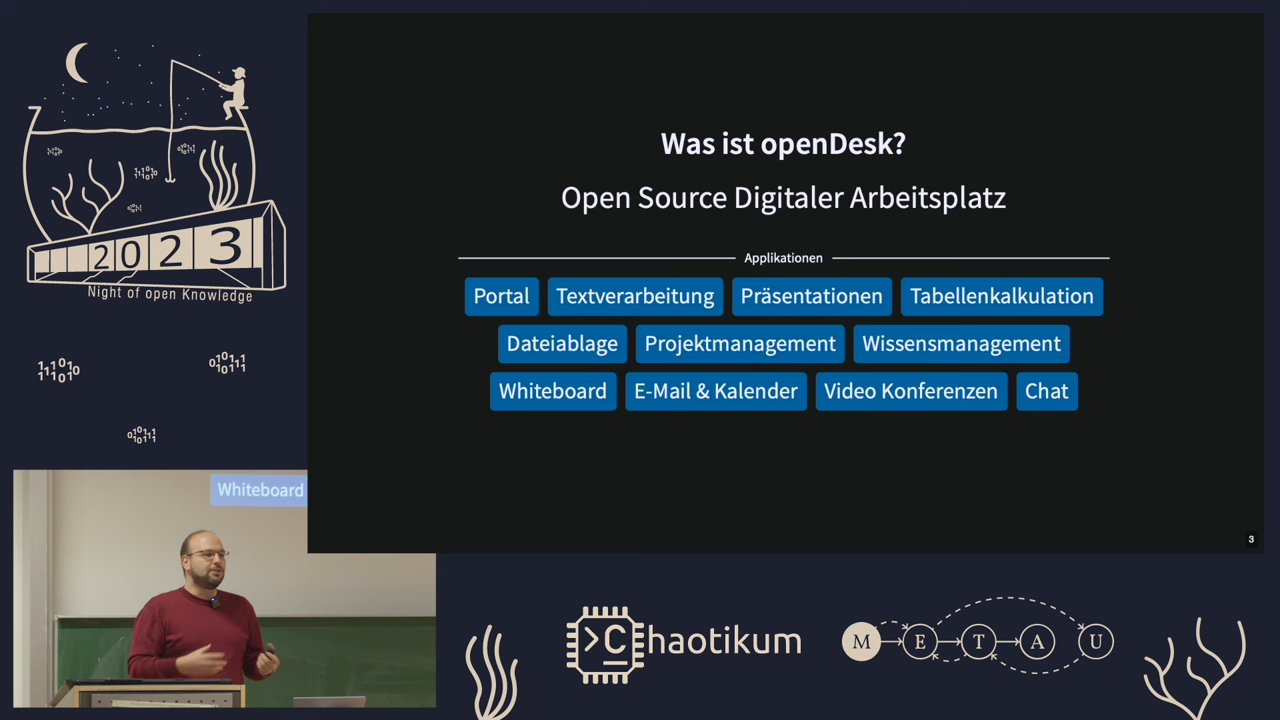 Was ist openDesk?
Open Source Digitaler Arbeitsplatz
Applikationen
Portal Textverarbeitung Präsentationen Tabellenkalkulation
Dateiablage Projektmanagement Wissensmanagement
Whiteboard E-Mail & Kalender Video Konferenzen Chat
3
2023
Night of open Knowledge
Whiteboard
>C haotikum
M E T A U